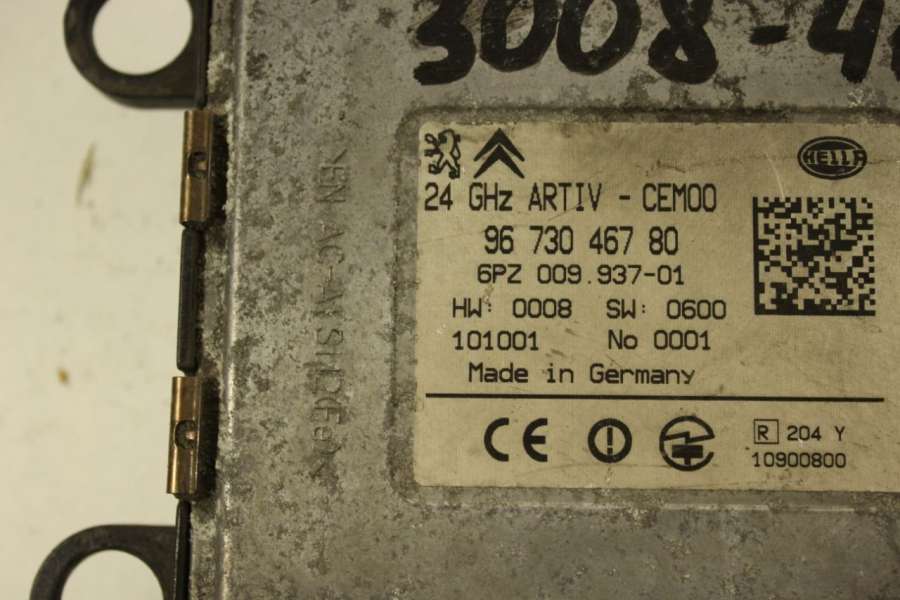 3008-4
HELLA
24 GHz ARTIV - CEM00
96 730 467 80
6PZ 009.937-01
HW: 0008 SW: 0600
101001 No 0001
Made in Germany
CE
R 204 Y
10900800